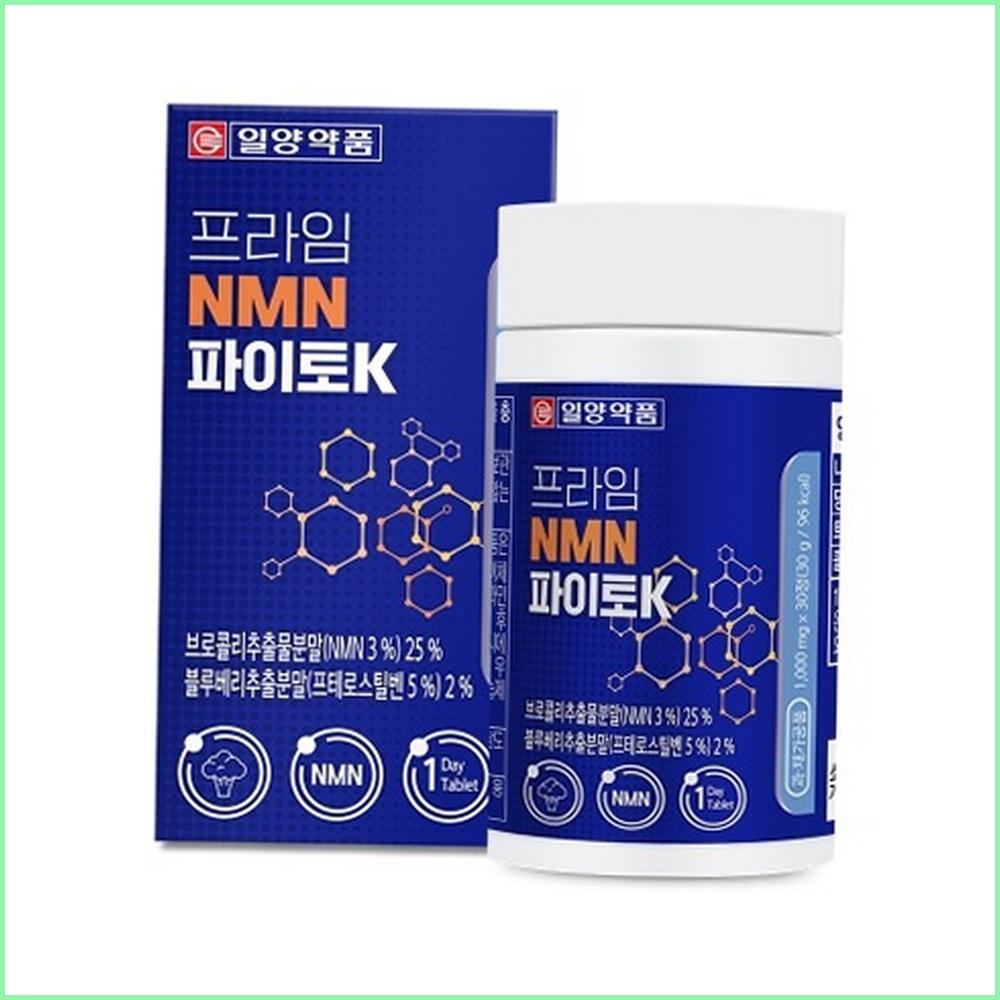 일양약품
프라임
NMN
파이토K
브로콜리추출물분말(NMN 3 %) 25 %
블루베리추출분말(프테로스틸벤 5 %) 2 %
NMN
1 Day Tablet
일양약품
프라임
NMN
파이토K
브로콜리추출물분말(NMN 3 %) 25 %
블루베리추출분말(프테로스틸벤 5 %) 2 %
NMN
1 Day Tablet
과·채가공품 1,000 mg x 30정(30 g / 96 kcal)